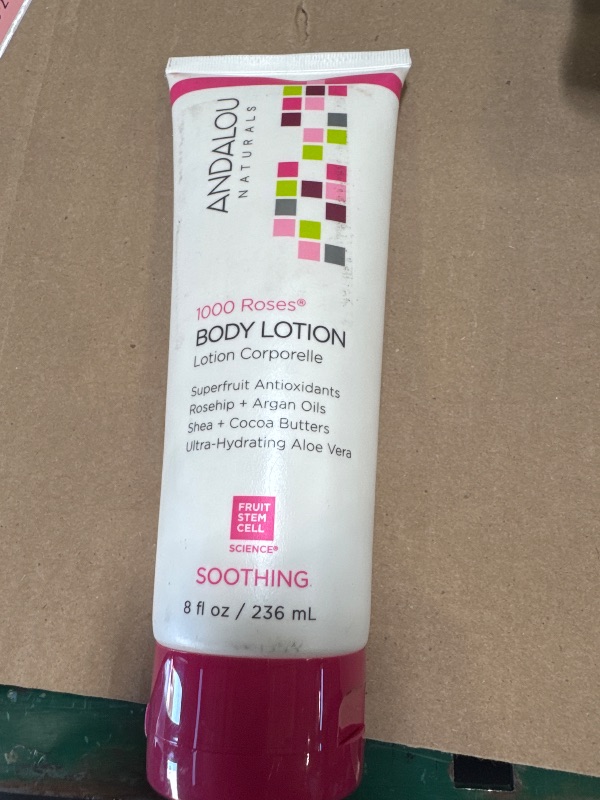 ANDALOU
NATURALS
1000 Roses®
BODY LOTION
Lotion Corporelle
Superfruit Antioxidants
Rosehip + Argan Oils
Shea + Cocoa Butters
Ultra-Hydrating Aloe Vera
FRUIT
STEM
CELL
SCIENCE®
SOOTHING
8 fl oz / 236 mL